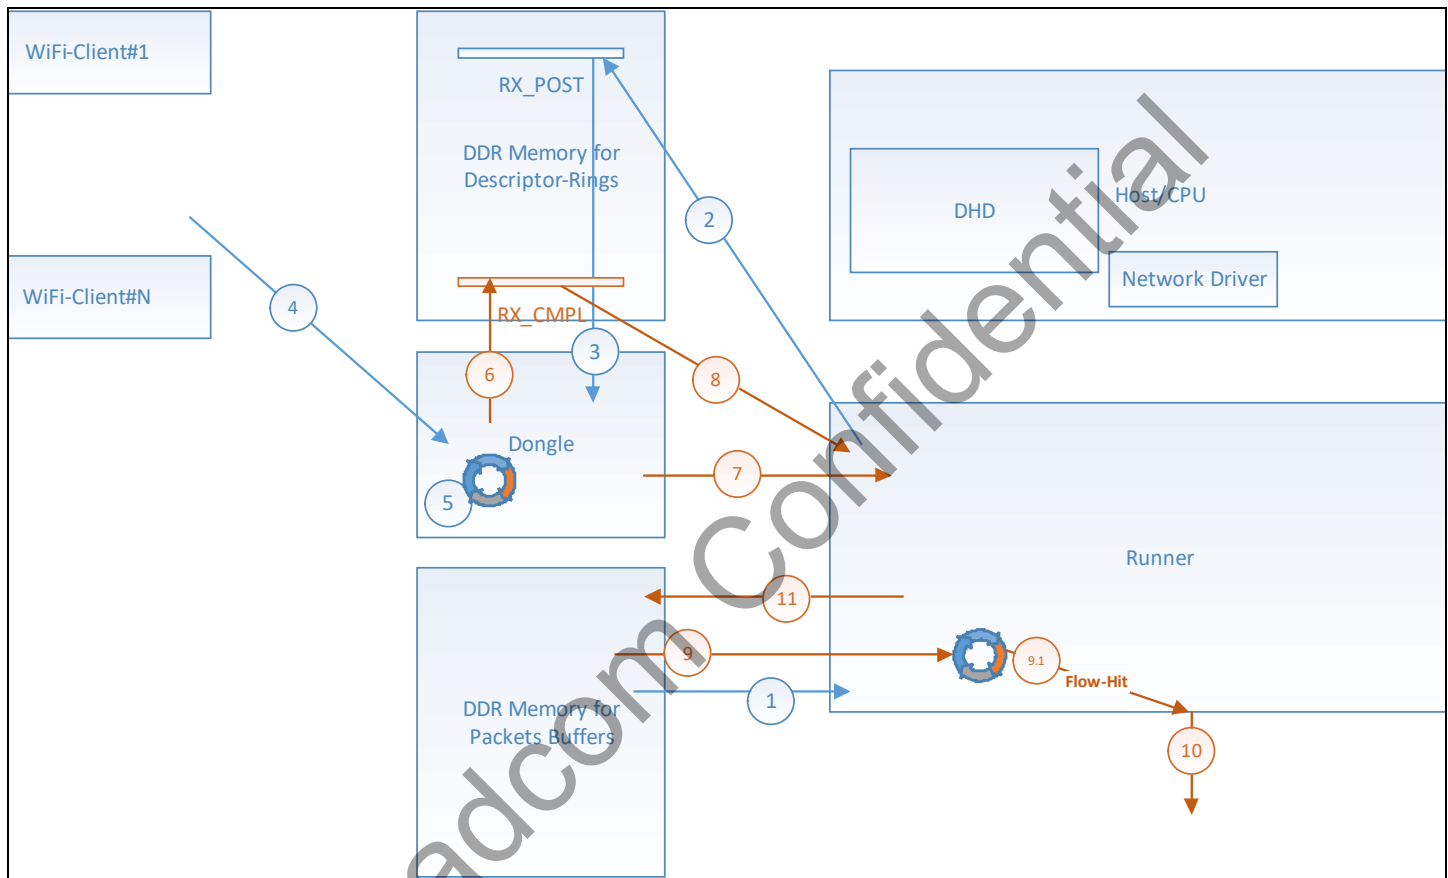 WiFi-Client#1
RX_POST
DDR Memory for
Descriptor-Rings
DHD
Host/CPU
2
Network Driver
WiFi-Client#N
4
RX_CMPL
3
6
8
Dongle
7
5
Runner
11
9
9.1
Flow-Hit
1
DDR Memory for
Packets Buffers
10
adcom Confidential